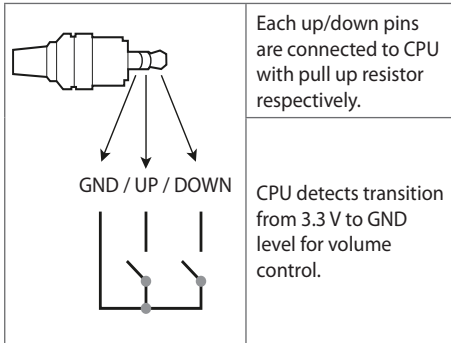 Each up/down pins
are connected to CPU
with pull up resistor
respectively.
GND / UP / DOWN
CPU detects transition
from 3.3 V to GND
level for volume
control.